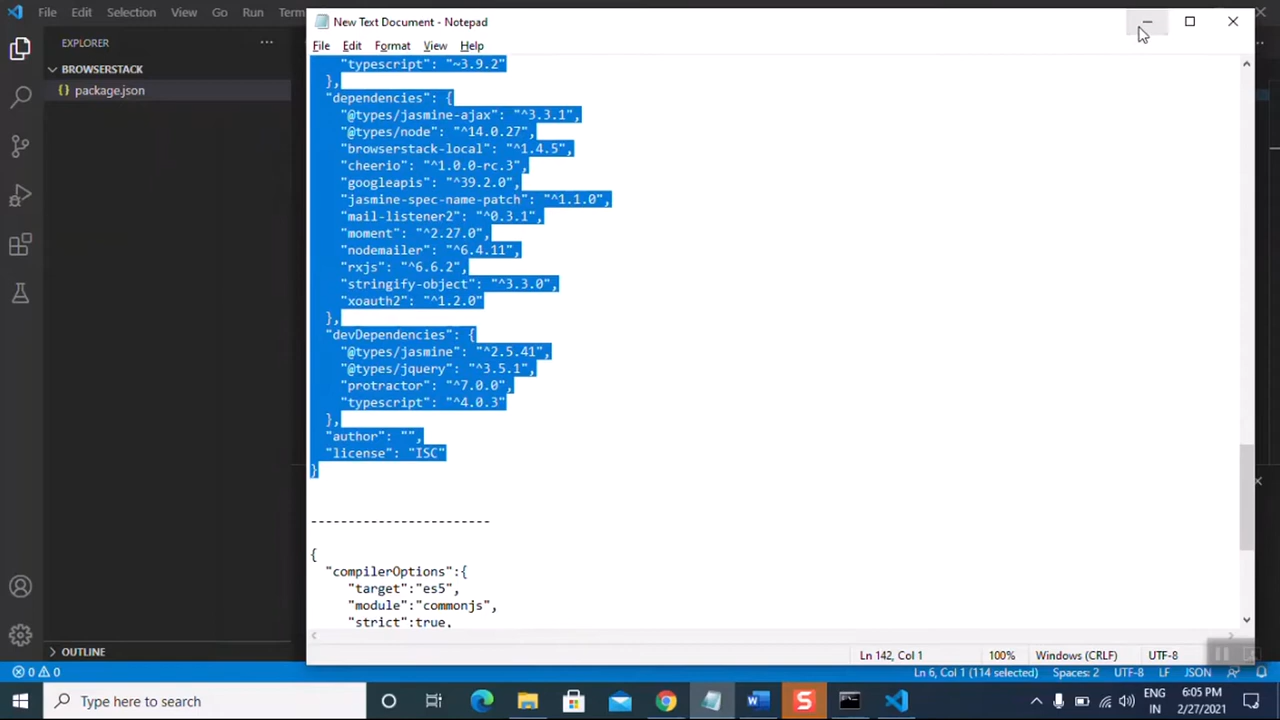 File Edit Selection View Go Run Term
New Text Document - Notepad
File Edit Format View Help
EXPLORER
BROWSERSTACK
{} package.json
OUTLINE
"typescript": "~3.9.2"
},
"dependencies": {
"@types/jasmine-ajax": "^3.3.1",
"@types/node": "^14.0.27",
"browserstack-local": "^1.4.5",
"cheerio": "^1.0.0-rc.3",
"googleapis": "^39.2.0",
"jasmine-spec-name-patch": "^1.1.0",
"mail-listener2": "^0.3.1",
"moment": "^2.27.0",
"nodemailer": "^6.4.11",
"rxjs": "^6.6.2",
"stringify-object": "^3.3.0",
"xoauth2": "^1.2.0"
},
"devDependencies": {
"@types/jasmine": "^2.5.41",
"@types/jquery": "^3.5.1",
"protractor": "^7.0.0",
"typescript": "^4.0.3"
},
"author": "",
"license": "ISC"
}
------------------------
{
"compilerOptions":{
"target":"es5",
"module":"commonjs",
"strict":true,
Ln 142, Col 1 100% Windows (CRLF) UTF-8
0 0 Ln 6, Col 1 (114 selected) Spaces: 2 UTF-8 LF JSON
Type here to search
S
ENG
IN
6:05 PM
2/27/2021